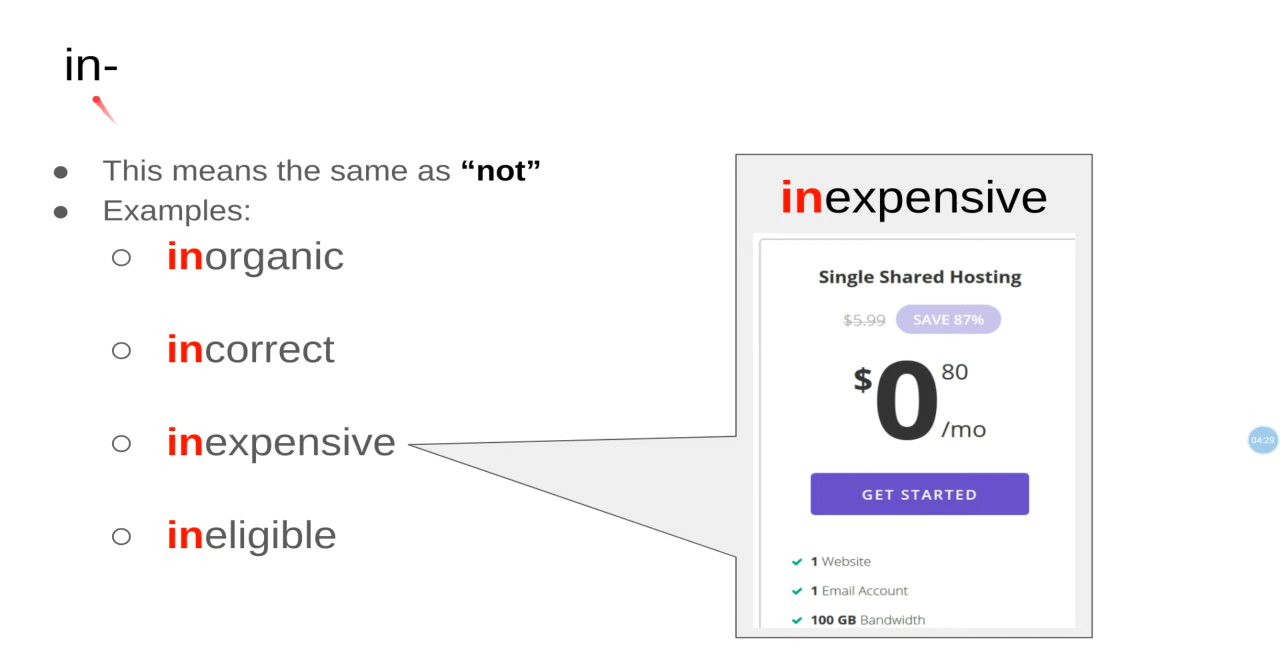 in-
This means the same as “not”
Examples:
inorganic
incorrect
inexpensive
ineligible
inexpensive
Single Shared Hosting
$5.99 SAVE 87%
$0 80
/mo
GET STARTED
1 Website
1 Email Account
100 GB Bandwidth
04:29